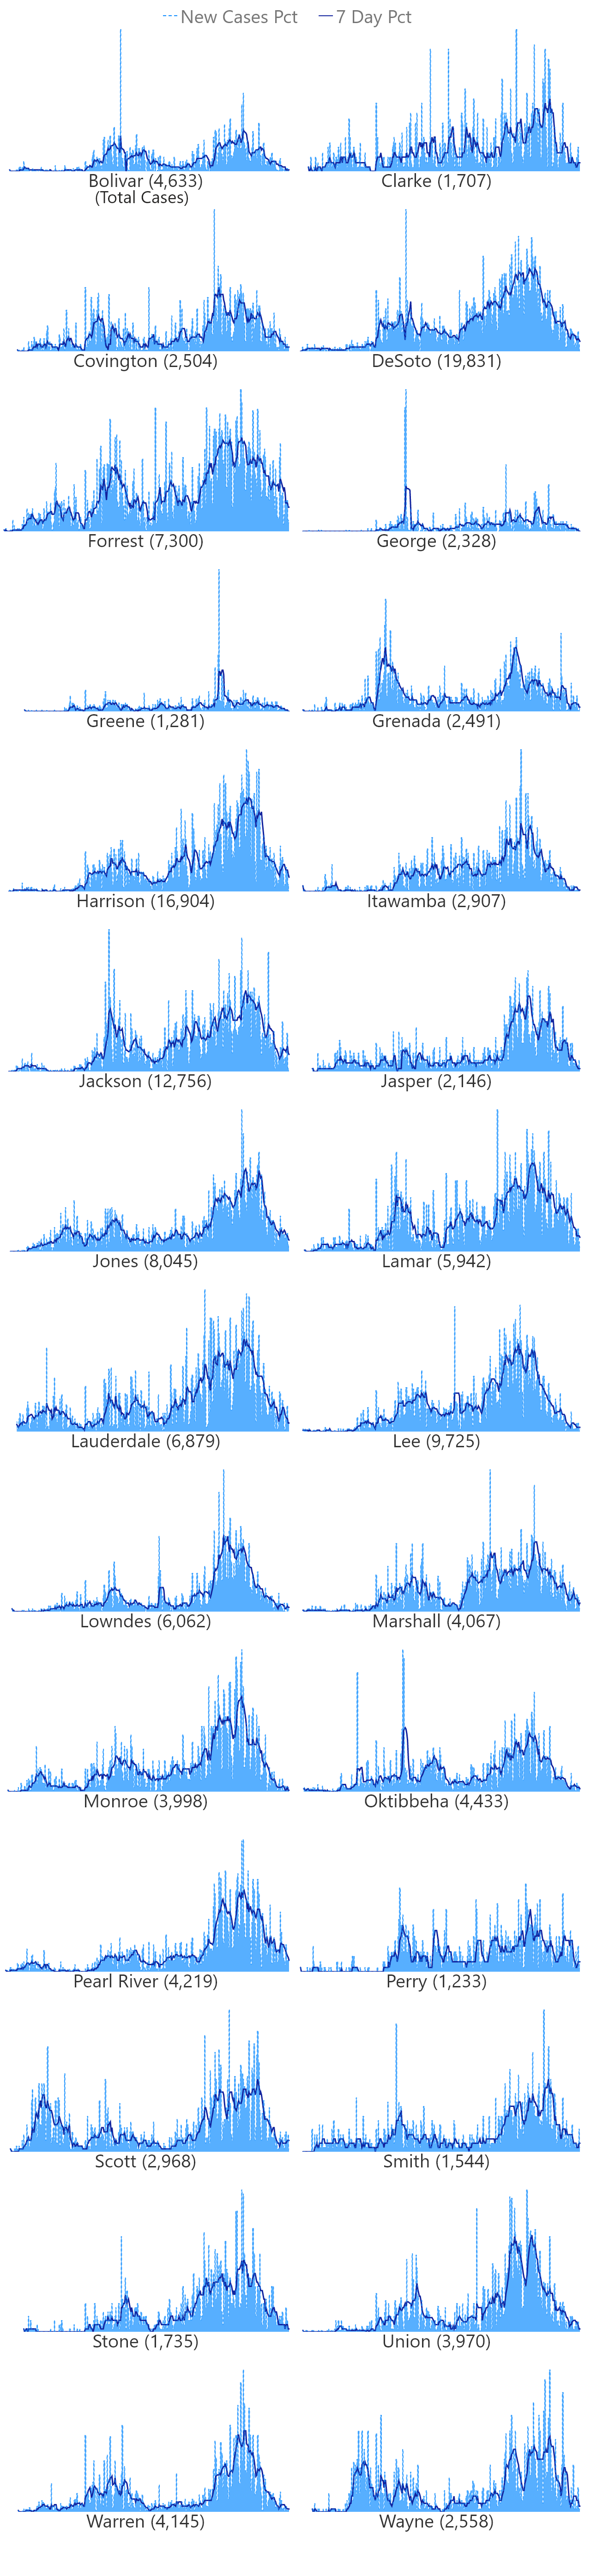 New Cases Pct 7 Day Pct
Bolivar (4,633) Clarke (1,707)
(Total Cases)
Covington (2,504) DeSoto (19,831)
Forrest (7,300) George (2,328)
Greene (1,281) Grenada (2,491)
Harrison (16,904) Itawamba (2,907)
Jackson (12,756) Jasper (2,146)
Jones (8,045) Lamar (5,942)
Lauderdale (6,879) Lee (9,725)
Lowndes (6,062) Marshall (4,067)
Monroe (3,998) Oktibbeha (4,433)
Pearl River (4,219) Perry (1,233)
Scott (2,968) Smith (1,544)
Stone (1,735) Union (3,970)
Warren (4,145) Wayne (2,558)